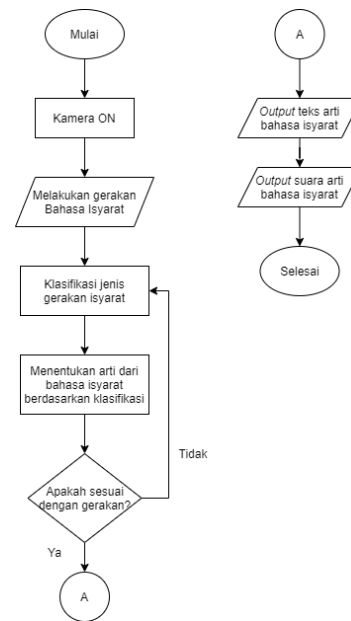 Mulai
Kamera ON
Melakukan gerakan
Bahasa Isyarat
Klasifikasi jenis
gerakan isyarat
Menentukan arti dari
bahasa isyarat
berdasarkan klasifikasi
Tidak
Apakah sesuai
dengan gerakan?
Ya
A
A
Output teks arti
bahasa isyarat
Output suara arti
bahasa isyarat
Selesai